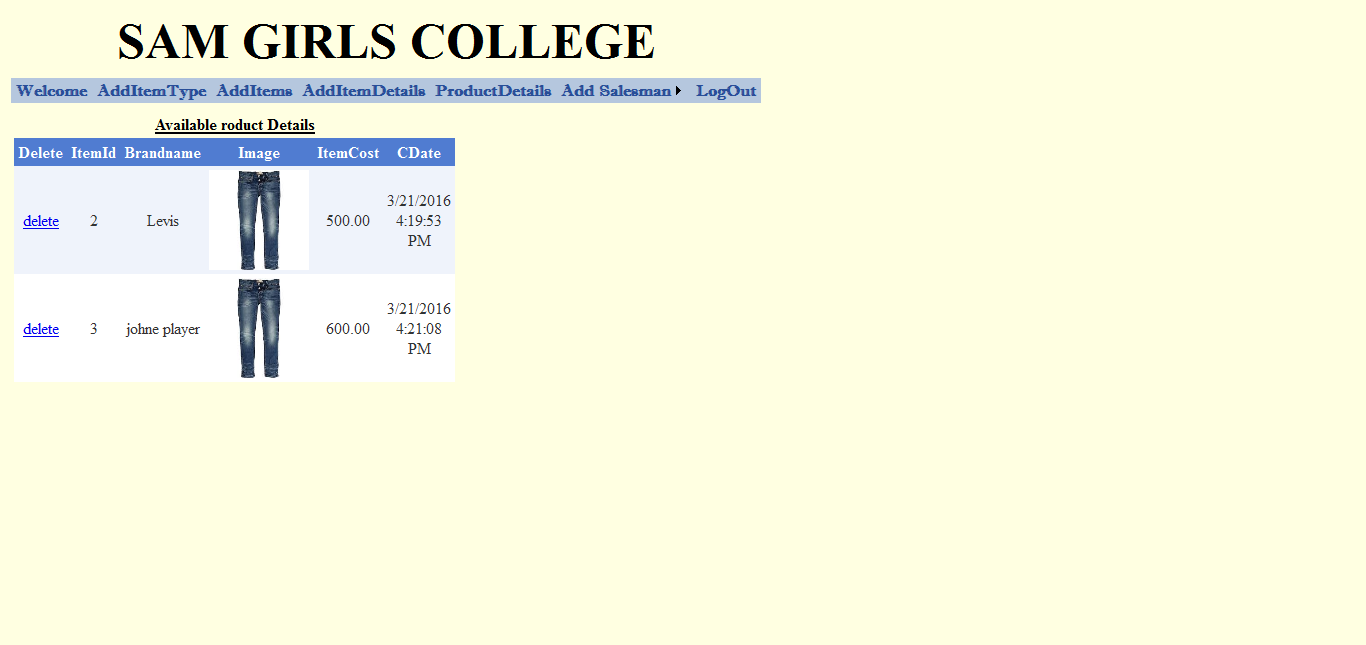 SAM GIRLS COLLEGE
Welcome AddItemType AddItems AddItemDetails ProductDetails Add Salesman LogOut
Available roduct Details
Delete ItemId Brandname Image ItemCost CDate
delete 2 Levis 500.00 3/21/2016
4:19:53
PM
delete 3 johne player 600.00 3/21/2016
4:21:08
PM